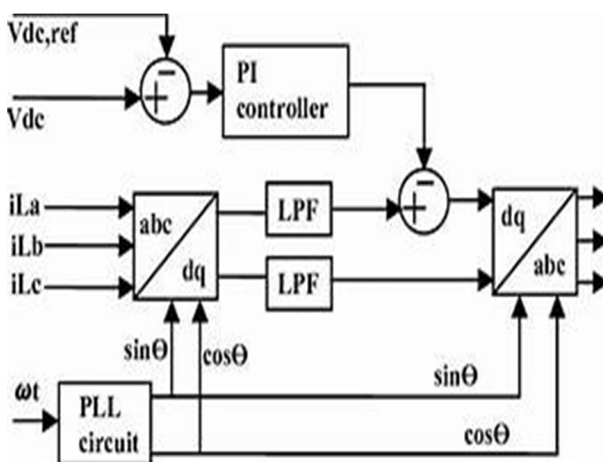 Vdc,ref
−
+
Vdc
PI
controller
−
+
iLa
iLb
iLc
abc
dq
LPF
LPF
dq
abc
sinΘ
cosΘ
sinΘ
cosΘ
ωt
PLL
circuit